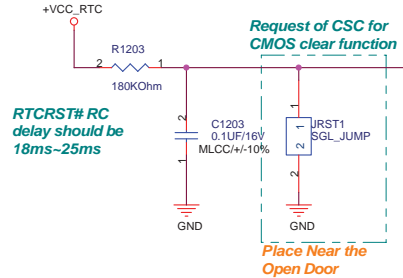 +VCC_RTC
Request of CSC for
CMOS clear function
R1203
2
1
180KOhm
RTCRST# RC
delay should be
18ms~25ms
2
C1203
0.1UF/16V
MLCC/+/-10%
1
1
JRST1
SGL_JUMP
1
2
2
GND
GND
Place Near the
Open Door